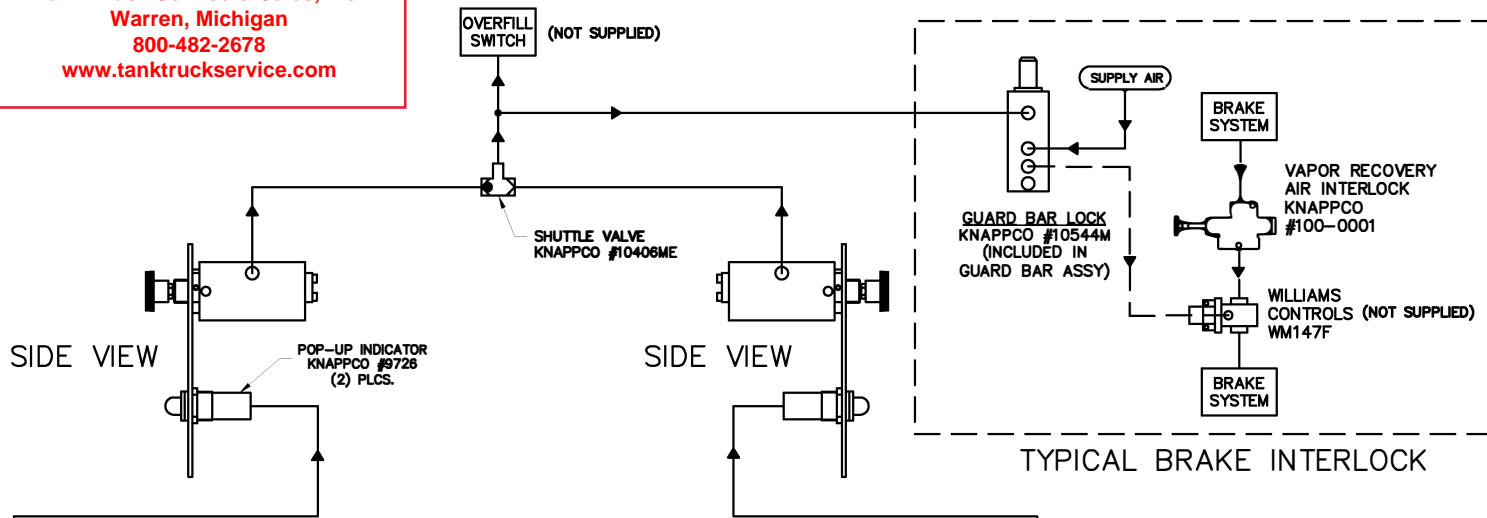 Warren, Michigan
800-482-2678
www.tanktruckservice.com
OVERFILL
SWITCH
(NOT SUPPLIED)
SUPPLY AIR
BRAKE
SYSTEM
VAPOR RECOVERY
AIR INTERLOCK
KNAPPCO
#100-0001
GUARD BAR LOCK
KNAPPCO #10544M
(INCLUDED IN
GUARD BAR ASSY)
SHUTTLE VALVE
KNAPPCO #10406ME
WILLIAMS
CONTROLS (NOT SUPPLIED)
WM147F
SIDE VIEW
POP-UP INDICATOR
KNAPPCO #9726
(2) PLCS.
SIDE VIEW
BRAKE
SYSTEM
TYPICAL BRAKE INTERLOCK